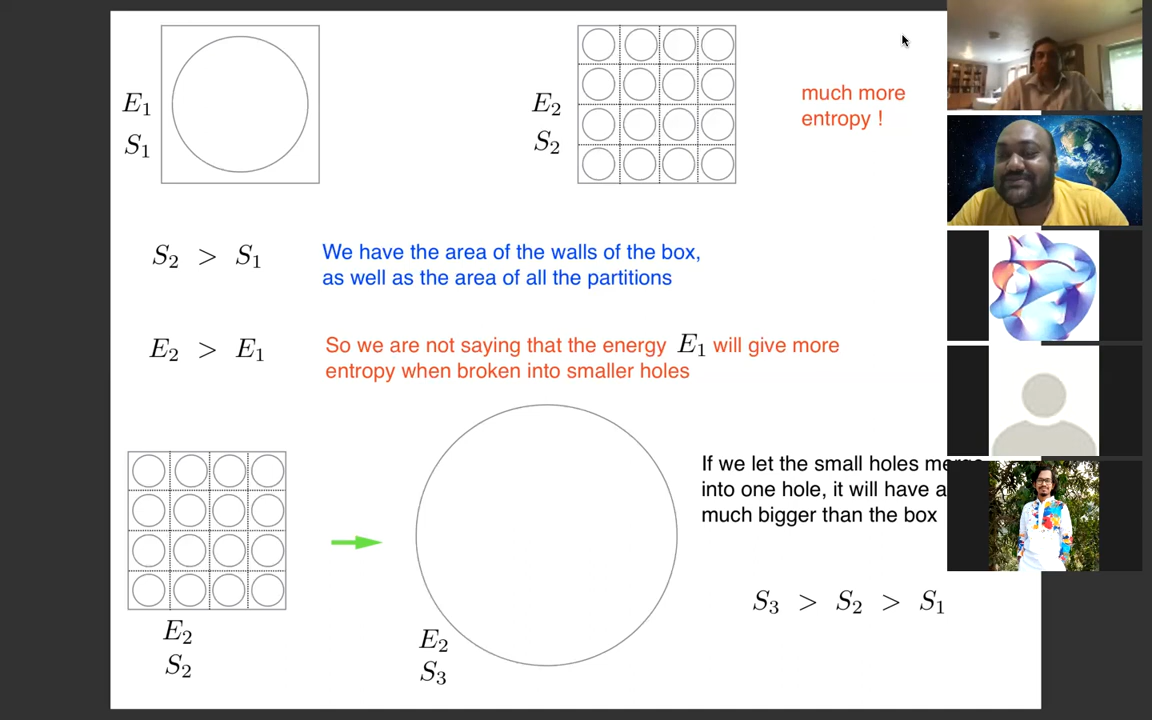 E₁
S₁
E₂
S₂
much more
entropy !
S₂ > S₁
We have the area of the walls of the box,
as well as the area of all the partitions
E₂ > E₁
So we are not saying that the energy E₁ will give more
entropy when broken into smaller holes
E₂
S₂
E₂
S₃
If we let the small holes
into one hole, it will have a
much bigger than the box
S₃ > S₂ > S₁